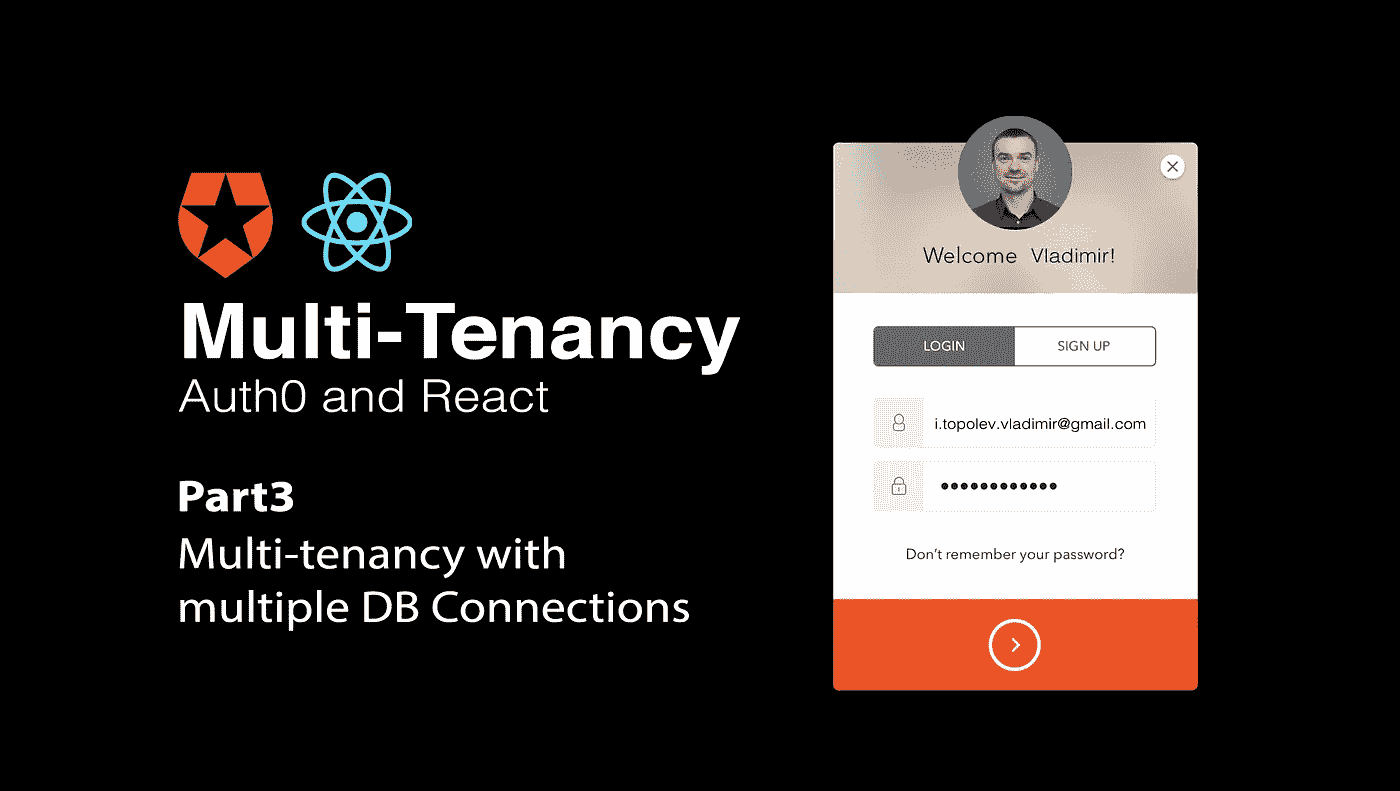 Multi-Tenancy
Auth0 and React
Part3
Multi-tenancy with
multiple DB Connections
Welcome Vladimir!
LOGIN SIGN UP
i.topolev.vladimir@gmail.com
Don't remember your password?